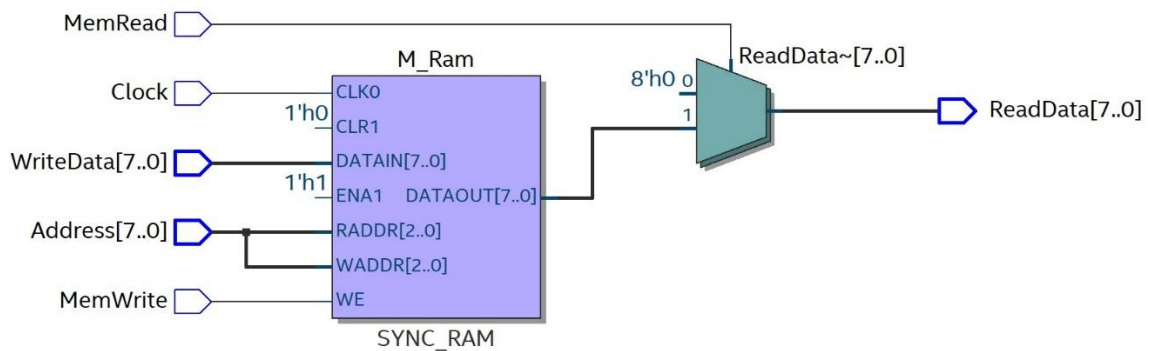 MemRead
M_Ram
ReadData~[7..0]
8'h0 0
1
ReadData[7..0]
Clock
CLK0
1'h0
CLR1
WriteData[7..0]
DATAIN[7..0]
1'h1
ENA1 DATAOUT[7..0]
Address[7..0]
RADDR[2..0]
WADDR[2..0]
MemWrite
WE
SYNC_RAM